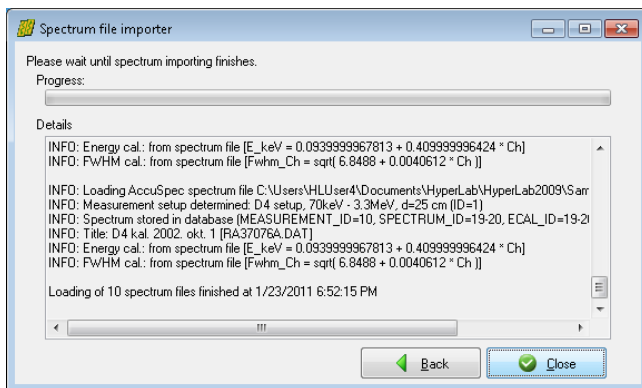 Spectrum file importer
Please wait until spectrum importing finishes.
Progress:
Details
INFO: Energy cal.: from spectrum file [E_keV = 0.0939999967813 + 0.409999996424 * Ch]
INFO: FWHM cal.: from spectrum file [Fwhm_Ch = sqrt( 6.8488 + 0.0040612 * Ch )]
INFO: Loading AccuSpec spectrum file C:\Users\HLUser4\Documents\HyperLab\HyperLab2009\Sam
INFO: Measurement setup determined: D4 setup, 70keV - 3.3MeV, d=25 cm (ID=1)
INFO: Spectrum stored in database (MEASUREMENT_ID=10, SPECTRUM_ID=19-20, ECAL_ID=19-20
INFO: Title: D4 kal. 2002. okt. 1 [RA37076A.DAT]
INFO: Energy cal.: from spectrum file [E_keV = 0.0939999967813 + 0.409999996424 * Ch]
INFO: FWHM cal.: from spectrum file [Fwhm_Ch = sqrt( 6.8488 + 0.0040612 * Ch )]
Loading of 10 spectrum files finished at 1/23/2011 6:52:15 PM
Back Close